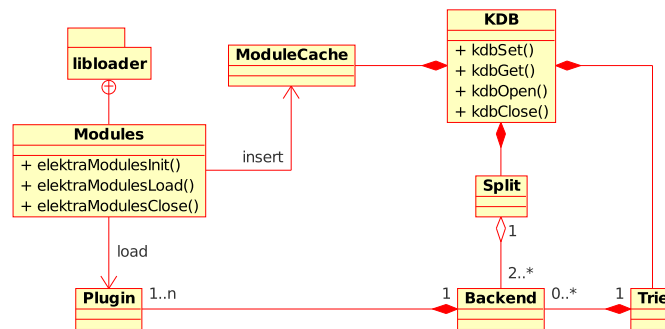 KDB
+ kdbSet()
+ kdbGet()
+ kdbOpen()
+ kdbClose()
libloader
ModuleCache
Modules
+ elektraModulesInit()
+ elektraModulesLoad()
+ elektraModulesClose()
insert
Split
1
load
2..*
Plugin
1..n
1
Backend
0..*
1
Trie